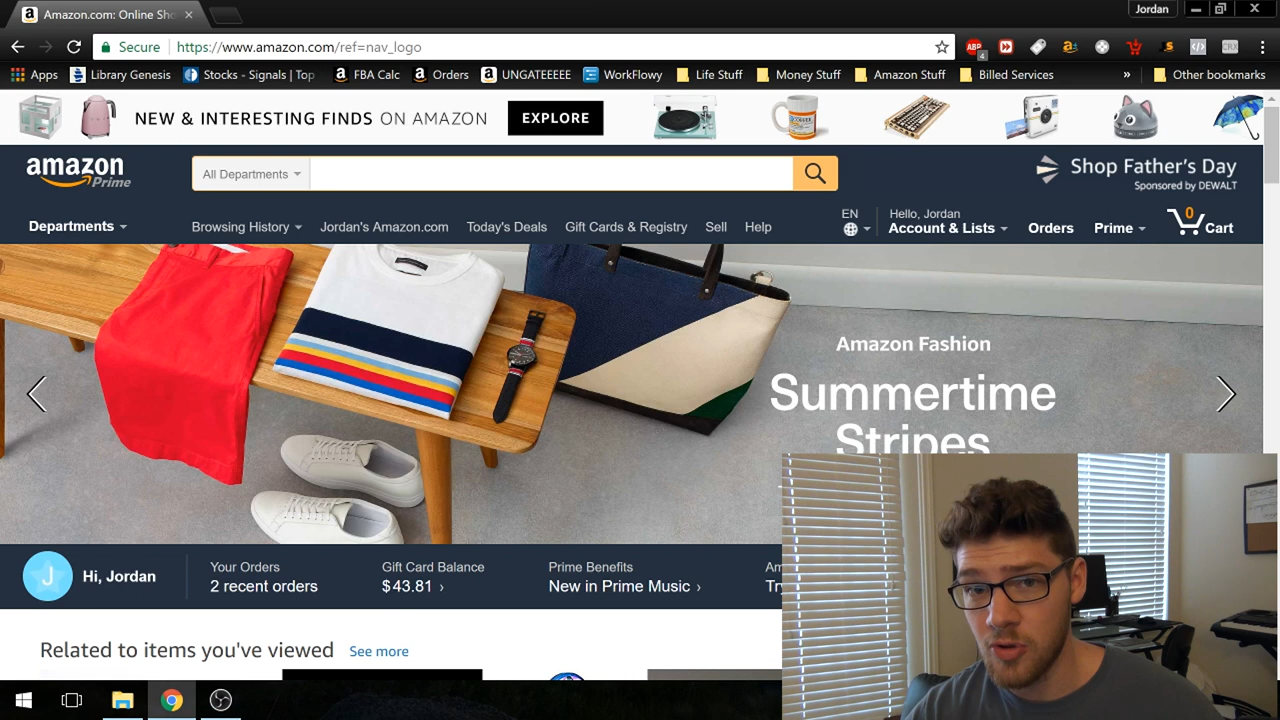 Amazon.com: Online Sho
Jordan
Secure
https://www.amazon.com/ref=nav_logo
ABP
4
CRX
Apps
Library Genesis
Stocks - Signals | Top
FBA Calc
Orders
UNGATEEEEE
WorkFlowy
Life Stuff
Money Stuff
Amazon Stuff
Billed Services
»
Other bookmarks
NEW & INTERESTING FINDS ON AMAZON
EXPLORE
amazon
Prime
All Departments
Shop Father's Day
Sponsored by DEWALT
Departments
Browsing History
Jordan's Amazon.com
Today's Deals
Gift Cards & Registry
Sell
Help
EN
Hello, Jordan
Account & Lists
Orders
Prime
0
Cart
Amazon Fashion
Summertime
Stripes
J
Hi, Jordan
Your Orders
2 recent orders
Gift Card Balance
$43.81 ›
Prime Benefits
New in Prime Music ›
Related to items you've viewed
See more